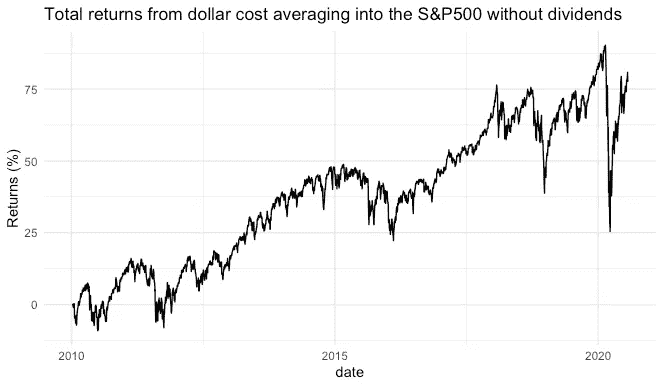 Total returns from dollar cost averaging into the S&P500 without dividends
Returns (%)
75
50
25
0
2010
2015
2020
date